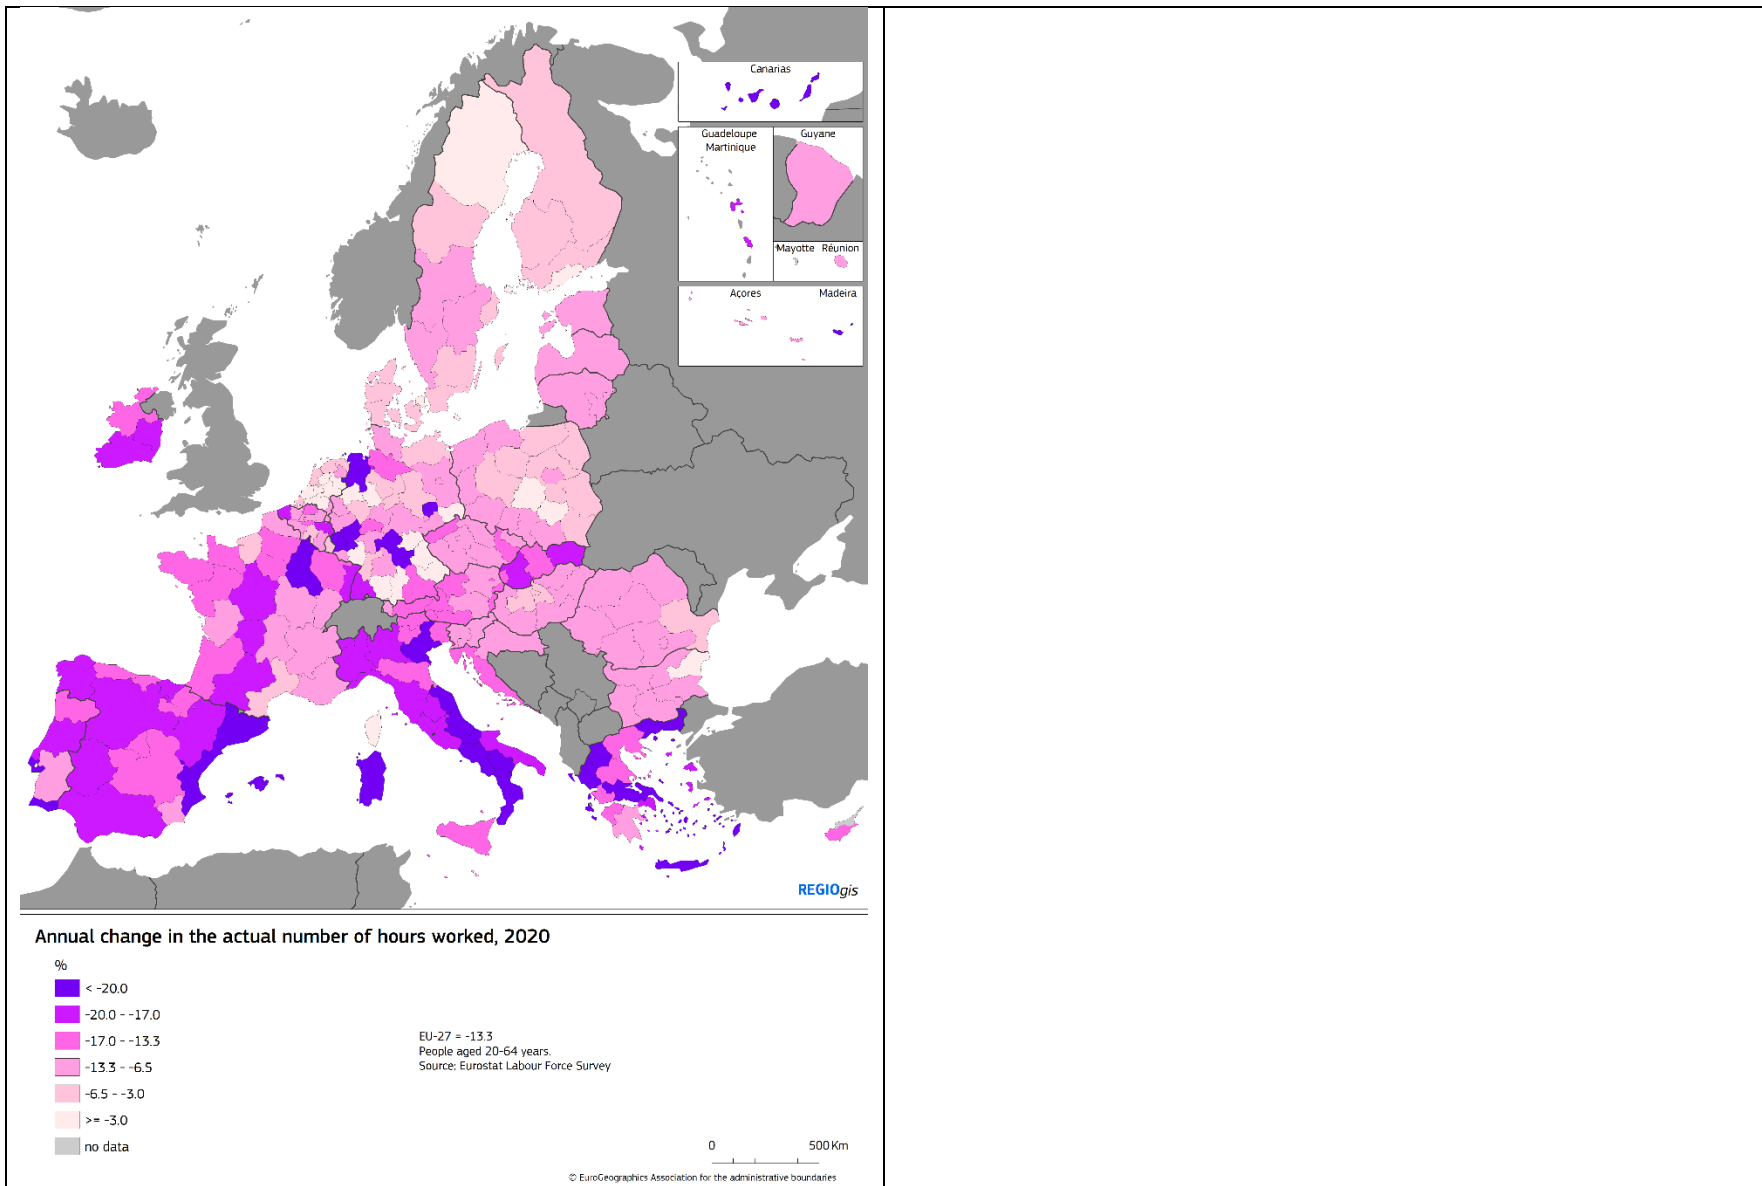 Canarias
Guadeloupe
Martinique
Guyane
Mayotte
Réunion
Açores
Madeira
REGIOgis
Annual change in the actual number of hours worked, 2020
%
< -20.0
-20.0 - -17.0
-17.0 - -13.3
-13.3 - -6.5
-6.5 - -3.0
>= -3.0
no data
EU-27 = -13.3
People aged 20-64 years.
Source: Eurostat Labour Force Survey
0 500 Km
© EuroGeographics Association for the administrative boundaries